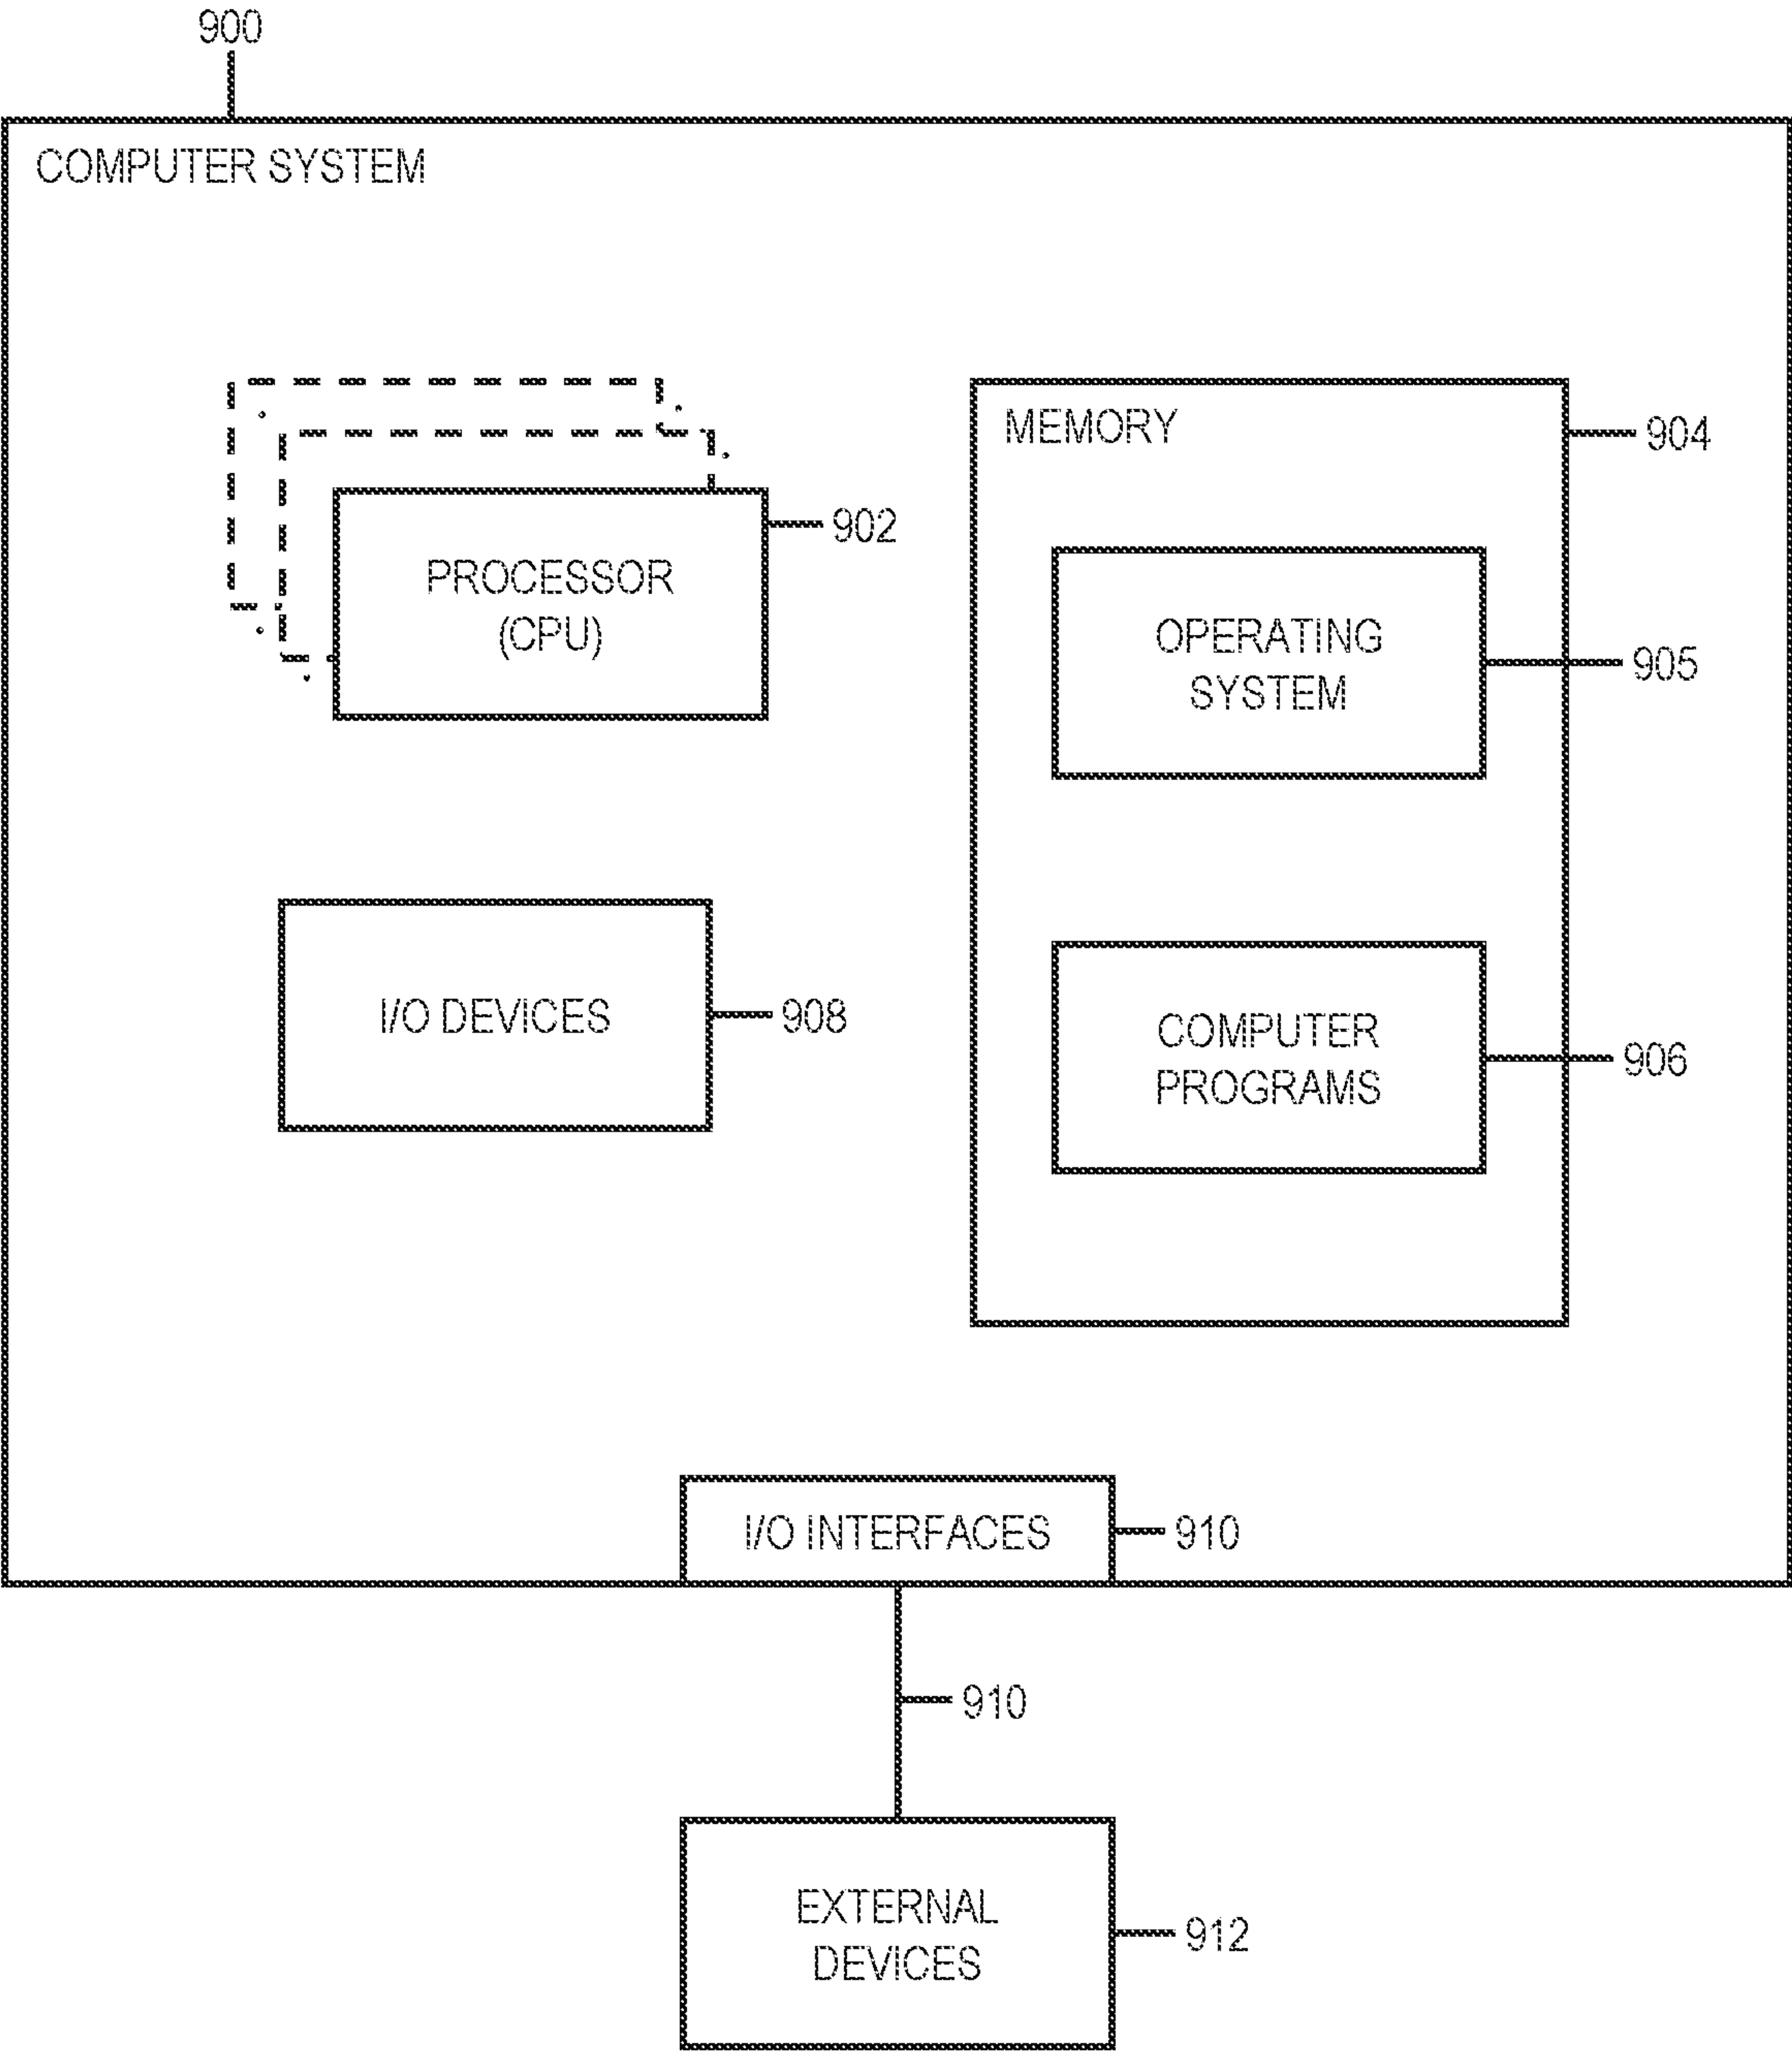 900
COMPUTER SYSTEM
MEMORY
904
902
PROCESSOR
(CPU)
OPERATING
SYSTEM
905
I/O DEVICES
908
COMPUTER
PROGRAMS
906
I/O INTERFACES
910
910
EXTERNAL
DEVICES
912